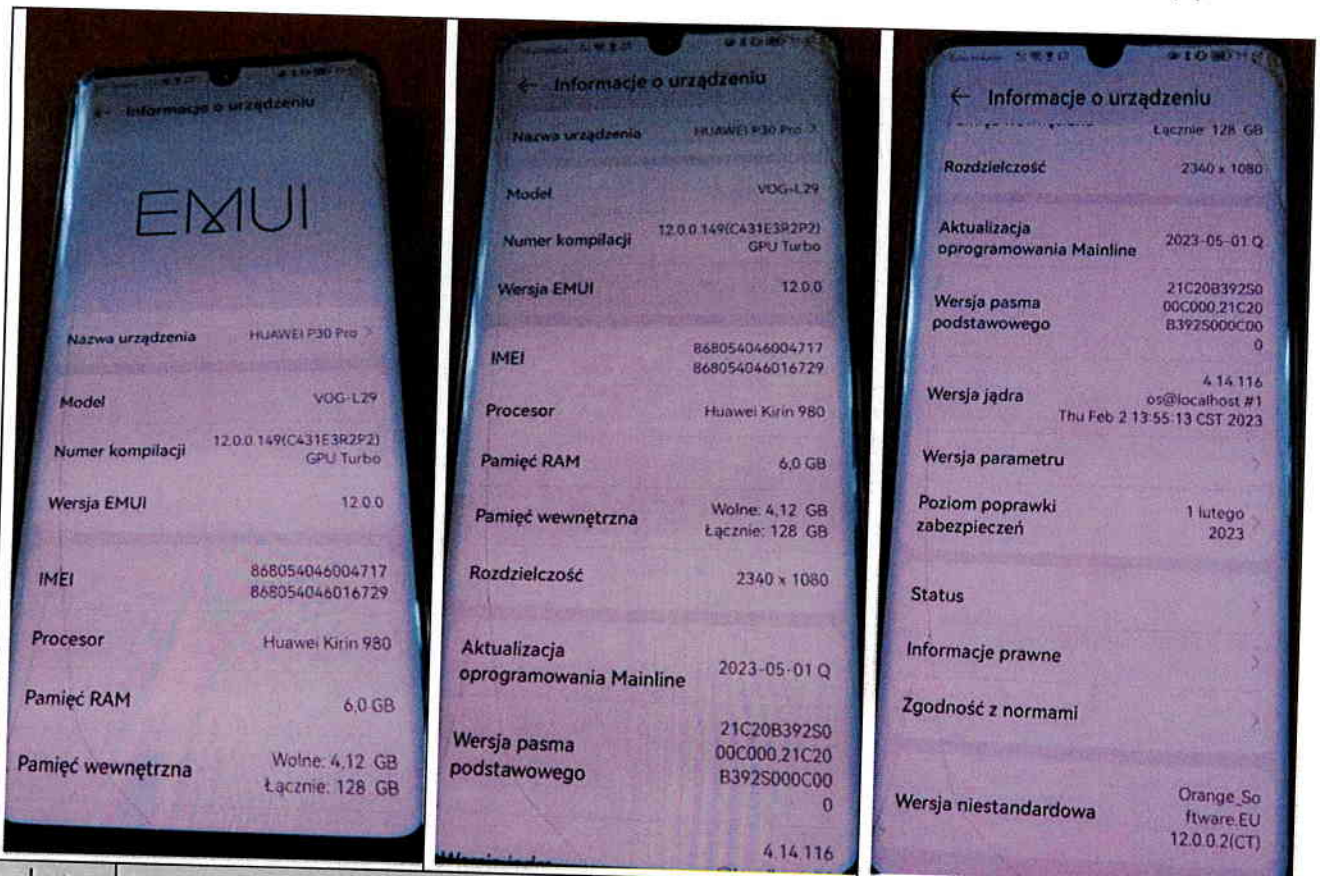 ← Informacje o urządzeniu
EMUI
Nazwa urządzenia HUAWEI P30 Pro >
Model VOG-L29
Numer kompilacji 12.0.0.149(C431E3R2P2)
GPU Turbo
Wersja EMUI 12.0.0
IMEI 868054046004717
868054046016729
Procesor Huawei Kirin 980
Pamięć RAM 6,0 GB
Pamięć wewnętrzna Wolne: 4,12 GB
Łącznie: 128 GB
← Informacje o urządzeniu
Nazwa urządzenia HUAWEI P30 Pro >
Model VOG-L29
Numer kompilacji 12.0.0.149(C431E3R2P2)
GPU Turbo
Wersja EMUI 12.0.0
IMEI 868054046004717
868054046016729
Procesor Huawei Kirin 980
Pamięć RAM 6,0 GB
Pamięć wewnętrzna Wolne: 4,12 GB
Łącznie: 128 GB
Rozdzielczość 2340 x 1080
Aktualizacja
oprogramowania Mainline 2023-05-01 Q
Wersja pasma
podstawowego
21C20B392S0
00C000,21C20
B392S000C00
0
4.14.116
← Informacje o urządzeniu
Łącznie: 128 GB
Rozdzielczość 2340 x 1080
Aktualizacja
oprogramowania Mainline 2023-05-01 Q
Wersja pasma
podstawowego
21C20B392S0
00C000,21C20
B392S000C00
0
Wersja jądra 4.14.116
os@localhost #1
Thu Feb 2 13:55:13 CST 2023
Wersja parametru >
Poziom poprawki
zabezpieczeń
1 lutego
2023 >
Status >
Informacje prawne >
Zgodność z normami >
Wersja niestandardowa Orange_So
ftware.EU
12.0.0.2(CT)